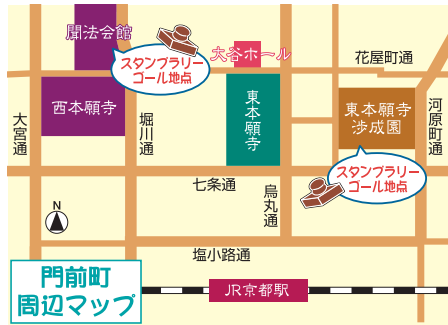 聞法会館
スタンプラリー
ゴール地点
大谷ホール
花屋町通
西本願寺
東本願寺
東本願寺
渉成園
大宮通
堀川通
河原町通
スタンプラリー
ゴール地点
七条通
烏丸通
N
塩小路通
門前町
周辺マップ
JR京都駅